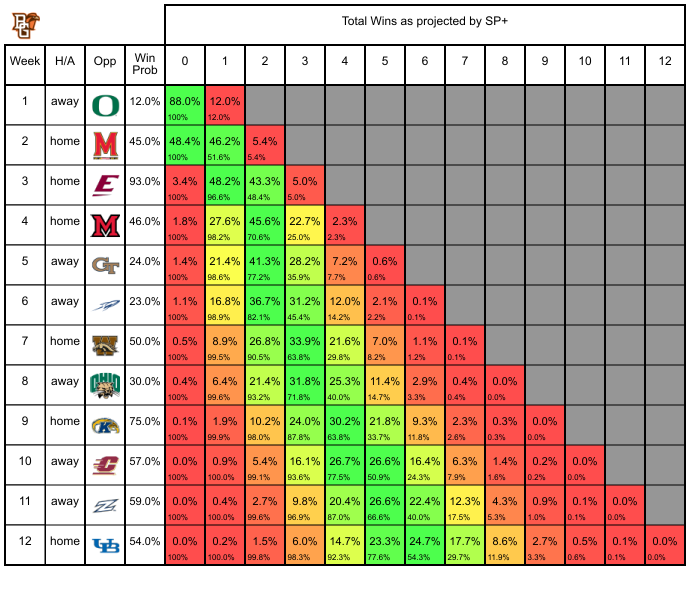 BG
Total Wins as projected by SP+
Week H/A Opp Win Prob 0 1 2 3 4 5 6 7 8 9 10 11 12
1 away O 12.0% 88.0% 12.0%
100% 12.0%
2 home M 45.0% 48.4% 46.2% 5.4%
100% 51.6% 5.4%
3 home E 93.0% 3.4% 48.2% 43.3% 5.0%
100% 96.6% 48.4% 5.0%
4 home M 46.0% 1.8% 27.6% 45.6% 22.7% 2.3%
100% 98.2% 70.6% 25.0% 2.3%
5 away GT 24.0% 1.4% 21.4% 41.3% 28.2% 7.2% 0.6%
100% 98.6% 77.2% 35.9% 7.7% 0.6%
6 away 23.0% 1.1% 16.8% 36.7% 31.2% 12.0% 2.1% 0.1%
100% 98.9% 82.1% 45.4% 14.2% 2.2% 0.1%
7 home W 50.0% 0.5% 8.9% 26.8% 33.9% 21.6% 7.0% 1.1% 0.1%
100% 99.5% 90.5% 63.8% 29.8% 8.2% 1.2% 0.1%
8 away OHIO 30.0% 0.4% 6.4% 21.4% 31.8% 25.3% 11.4% 2.9% 0.4% 0.0%
100% 99.6% 93.2% 71.8% 40.0% 14.7% 3.3% 0.4% 0.0%
9 home K 75.0% 0.1% 1.9% 10.2% 24.0% 30.2% 21.8% 9.3% 2.3% 0.3% 0.0%
100% 99.9% 98.0% 87.8% 63.8% 33.7% 11.8% 2.6% 0.3% 0.0%
10 away C 57.0% 0.0% 0.9% 5.4% 16.1% 26.7% 26.6% 16.4% 6.3% 1.4% 0.2% 0.0%
100% 100.0% 99.1% 93.6% 77.5% 50.9% 24.3% 7.9% 1.6% 0.2% 0.0%
11 away 59.0% 0.0% 0.4% 2.7% 9.8% 20.4% 26.6% 22.4% 12.3% 4.3% 0.9% 0.1% 0.0%
100% 100.0% 99.6% 96.9% 87.0% 66.6% 40.0% 17.5% 5.3% 1.0% 0.1% 0.0%
12 home UB 54.0% 0.0% 0.2% 1.5% 6.0% 14.7% 23.3% 24.7% 17.7% 8.6% 2.7% 0.5% 0.1% 0.0%
100% 100.0% 99.8% 98.3% 92.3% 77.6% 54.3% 29.7% 11.9% 3.3% 0.6% 0.1% 0.0%